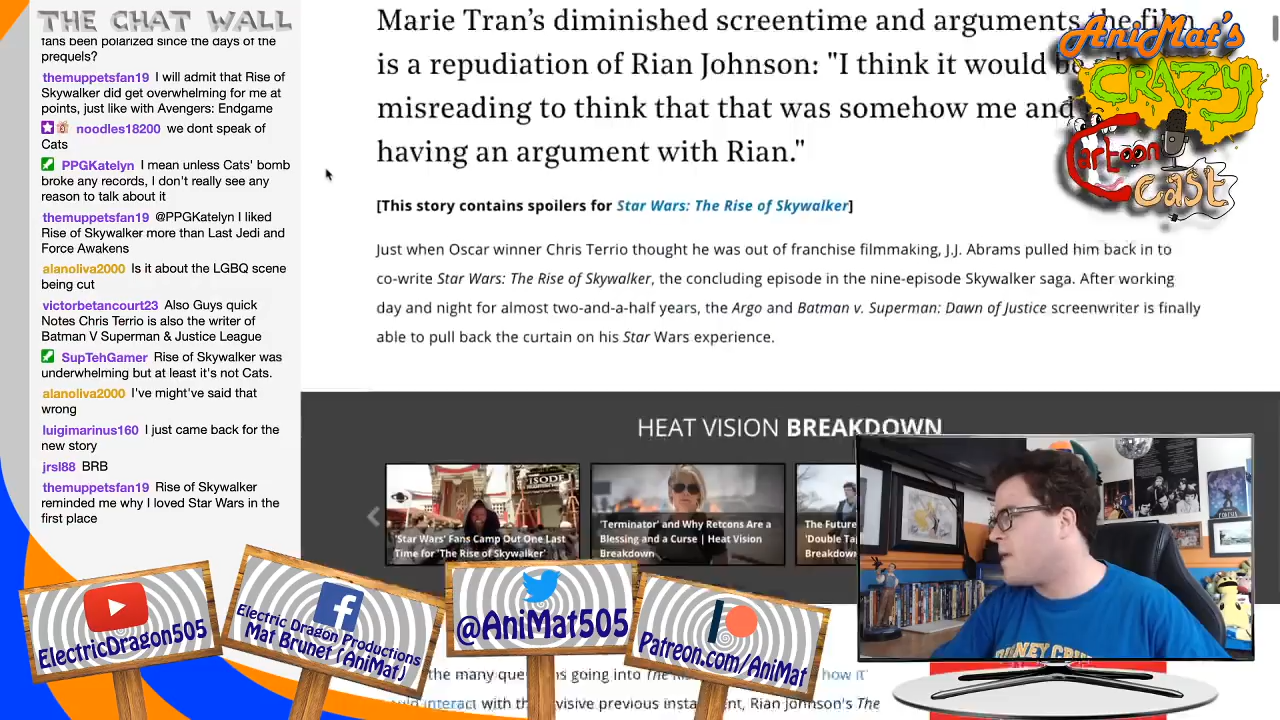 THE CHAT WALL
fans been polarized since the days of the
prequels?
themuppetsfan19 I will admit that Rise of
Skywalker did get overwhelming for me at
points, just like with Avengers: Endgame
noodles18200 we dont speak of
Cats
PPGKatelyn I mean unless Cats' bomb
broke any records, I don't really see any
reason to talk about it
themuppetsfan19 @PPGKatelyn I liked
Rise of Skywalker more than Last Jedi and
Force Awakens
alanoliva2000 Is it about the LGBQ scene
being cut
victorbetancourt23 Also Guys quick
Notes Chris Terrio is also the writer of
Batman V Superman & Justice League
SupTehGamer Rise of Skywalker was
underwhelming but at least it's not Cats.
alanoliva2000 I've might've said that
wrong
luigimarinus160 I just came back for the
new story
jrsl88 BRB
themuppetsfan19 Rise of Skywalker
reminded me why I loved Star Wars in the
first place
Marie Tran's diminished screentime and arguments the film
is a repudiation of Rian Johnson: "I think it would be a
misreading to think that that was somehow me and
having an argument with Rian."
[This story contains spoilers for Star Wars: The Rise of Skywalker]
Just when Oscar winner Chris Terrio thought he was out of franchise filmmaking, J.J. Abrams pulled him back in to
co-write Star Wars: The Rise of Skywalker, the concluding episode in the nine-episode Skywalker saga. After working
day and night for almost two-and-a-half years, the Argo and Batman v. Superman: Dawn of Justice screenwriter is finally
able to pull back the curtain on his Star Wars experience.
HEAT VISION BREAKDOWN
'Star Wars' Fans Camp Out One Last
Time for 'The Rise of Skywalker'
'Terminator' and Why Retcons Are a
Blessing and a Curse | Heat Vision
Breakdown
The Future
'Double Ta
Breakdown
the many questions going into The how it
interact with the divisive previous instalment, Rian Johnson's The
AniMat's
CRAZY
Cartoon
Cast
ElectricDragon505
Electric Dragon Productions
Mat Brunet (AniMat)
@AniMat505
Patreon.com/AniMat
DISNEY CRUISE